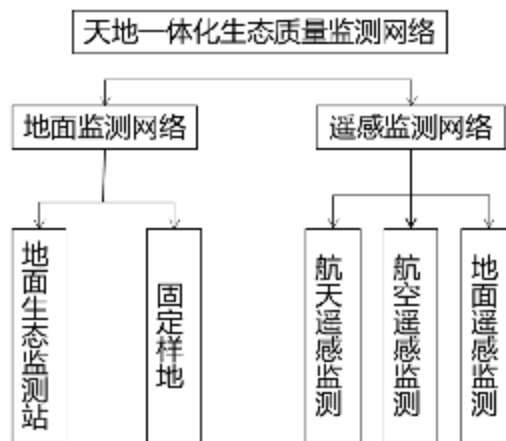 天地一体化生态质量监测网络
地面监测网络
遥感监测网络
地面生态监测站
固定样地
航天遥感监测
航空遥感监测
地面遥感监测